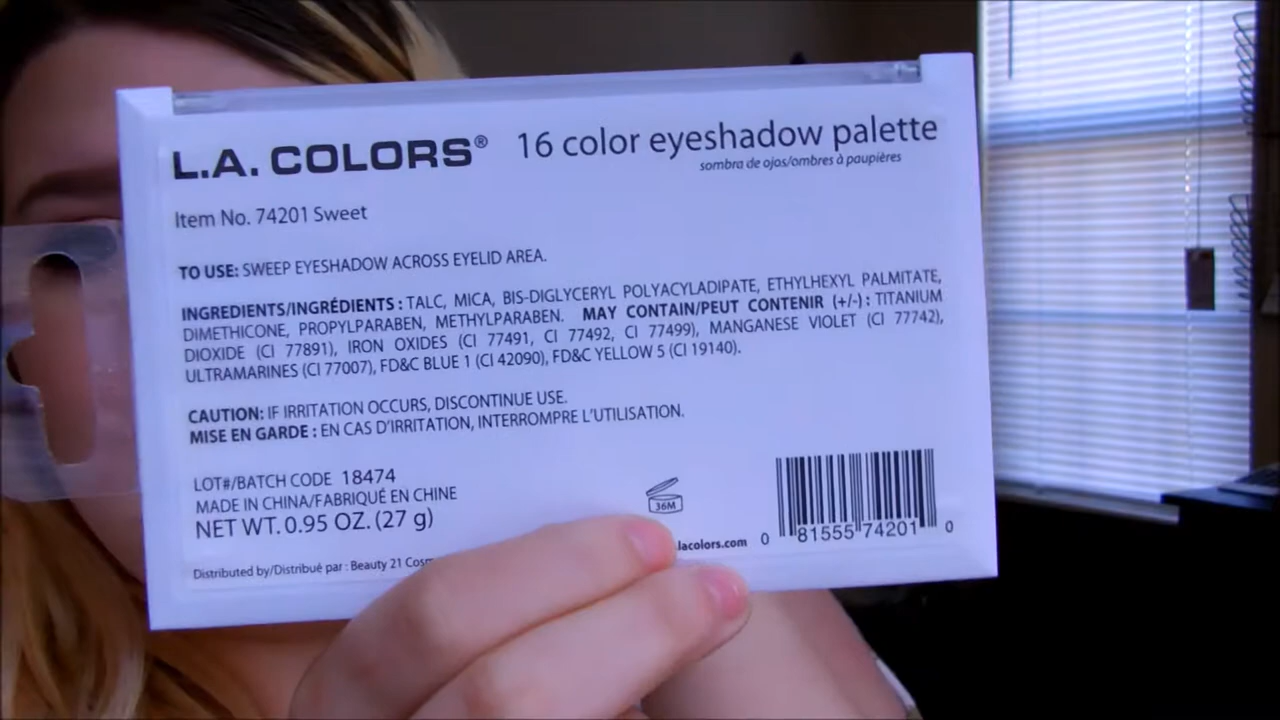 L.A. COLORS® 16 color eyeshadow palette
sombra de ojos/ombres à paupières
Item No. 74201 Sweet
TO USE: SWEEP EYESHADOW ACROSS EYELID AREA.
INGREDIENTS/INGRÉDIENTS : TALC, MICA, BIS-DIGLYCERYL POLYACYLADIPATE, ETHYLHEXYL PALMITATE,
DIMETHICONE, PROPYLPARABEN, METHYLPARABEN. MAY CONTAIN/PEUT CONTENIR (+/-) : TITANIUM
DIOXIDE (CI 77891), IRON OXIDES (CI 77491, CI 77492, CI 77499), MANGANESE VIOLET (CI 77742),
ULTRAMARINES (CI 77007), FD&C BLUE 1 (CI 42090), FD&C YELLOW 5 (CI 19140).
CAUTION: IF IRRITATION OCCURS, DISCONTINUE USE.
MISE EN GARDE : EN CAS D'IRRITATION, INTERROMPRE L'UTILISATION.
LOT#/BATCH CODE 18474
MADE IN CHINA/FABRIQUÉ EN CHINE
NET WT. 0.95 OZ. (27 g)
36M
Distributed by/Distribué par : Beauty 21
lacolors.com
0 81555 74201 0